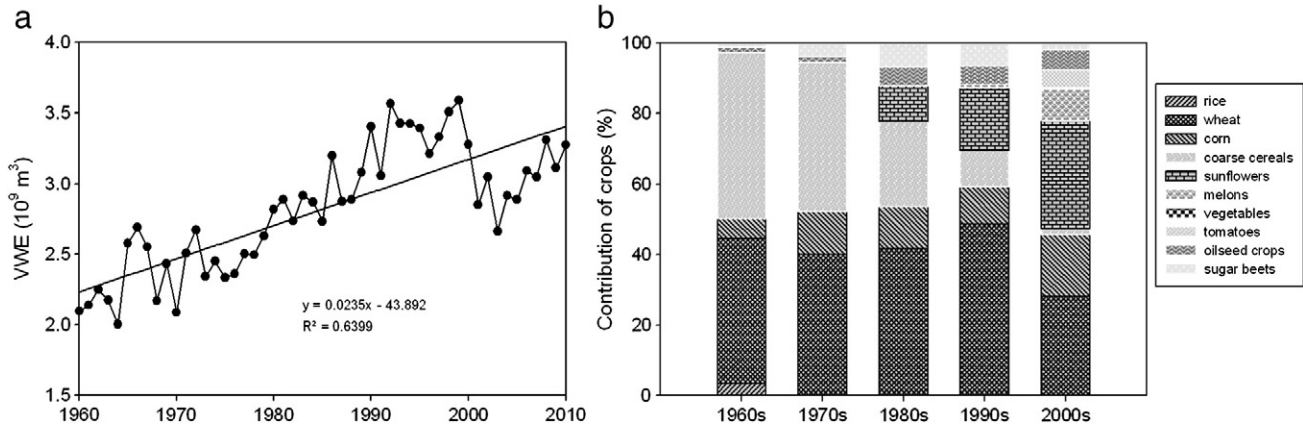 a
4.0
3.5
3.0
2.5
2.0
1.5
VWE (10⁹ m³)
y = 0.0235x - 43.892
R² = 0.6399
1960 1970 1980 1990 2000 2010
b
100
80
60
40
20
0
Contribution of crops (%)
1960s 1970s 1980s 1990s 2000s
rice
wheat
corn
coarse cereals
sunflowers
melons
vegetables
tomatoes
oilseed crops
sugar beets